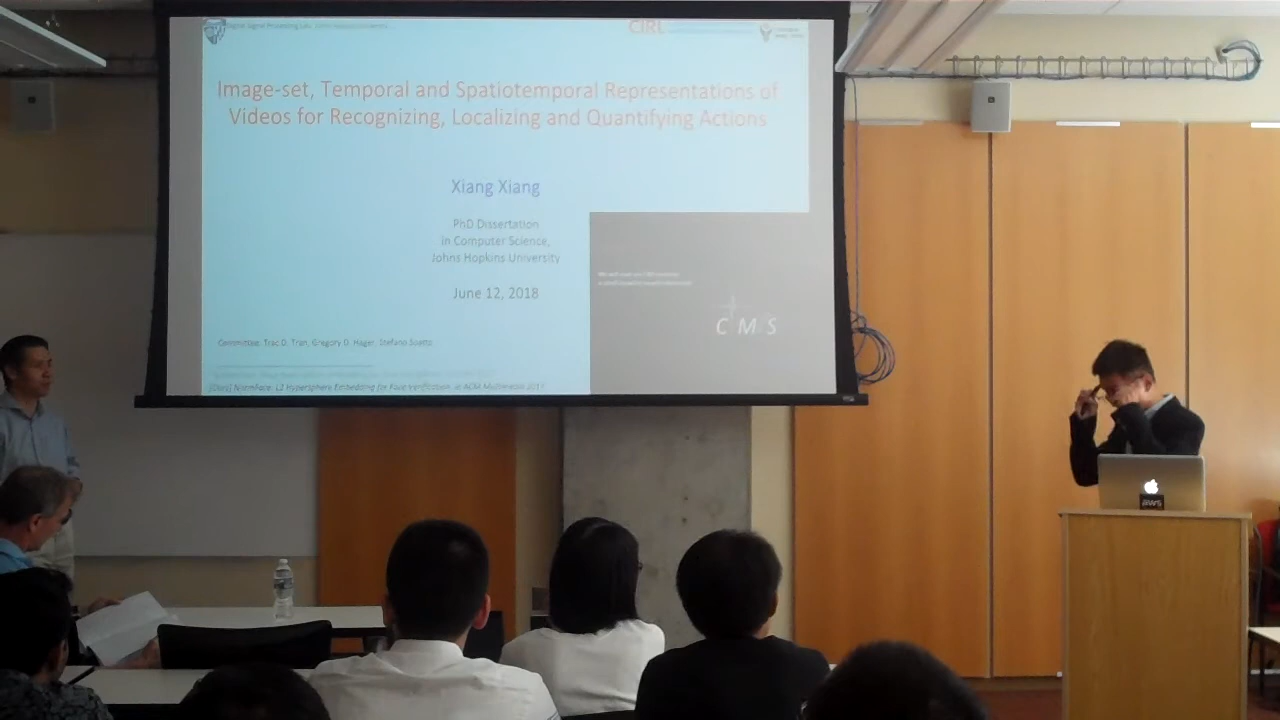 CIRL
Image-set, Temporal and Spatiotemporal Representations of
Videos for Recognizing, Localizing and Quantifying Actions
Xiang Xiang
PhD Dissertation
in Computer Science,
Johns Hopkins University
June 12, 2018
CMS
Committee: Trac D. Tran, Gregory D. Hager, Stefano Soatto
NormFace: L2 Hypersphere Embedding for Face Verification, in ACM Multimedia 2017
aws